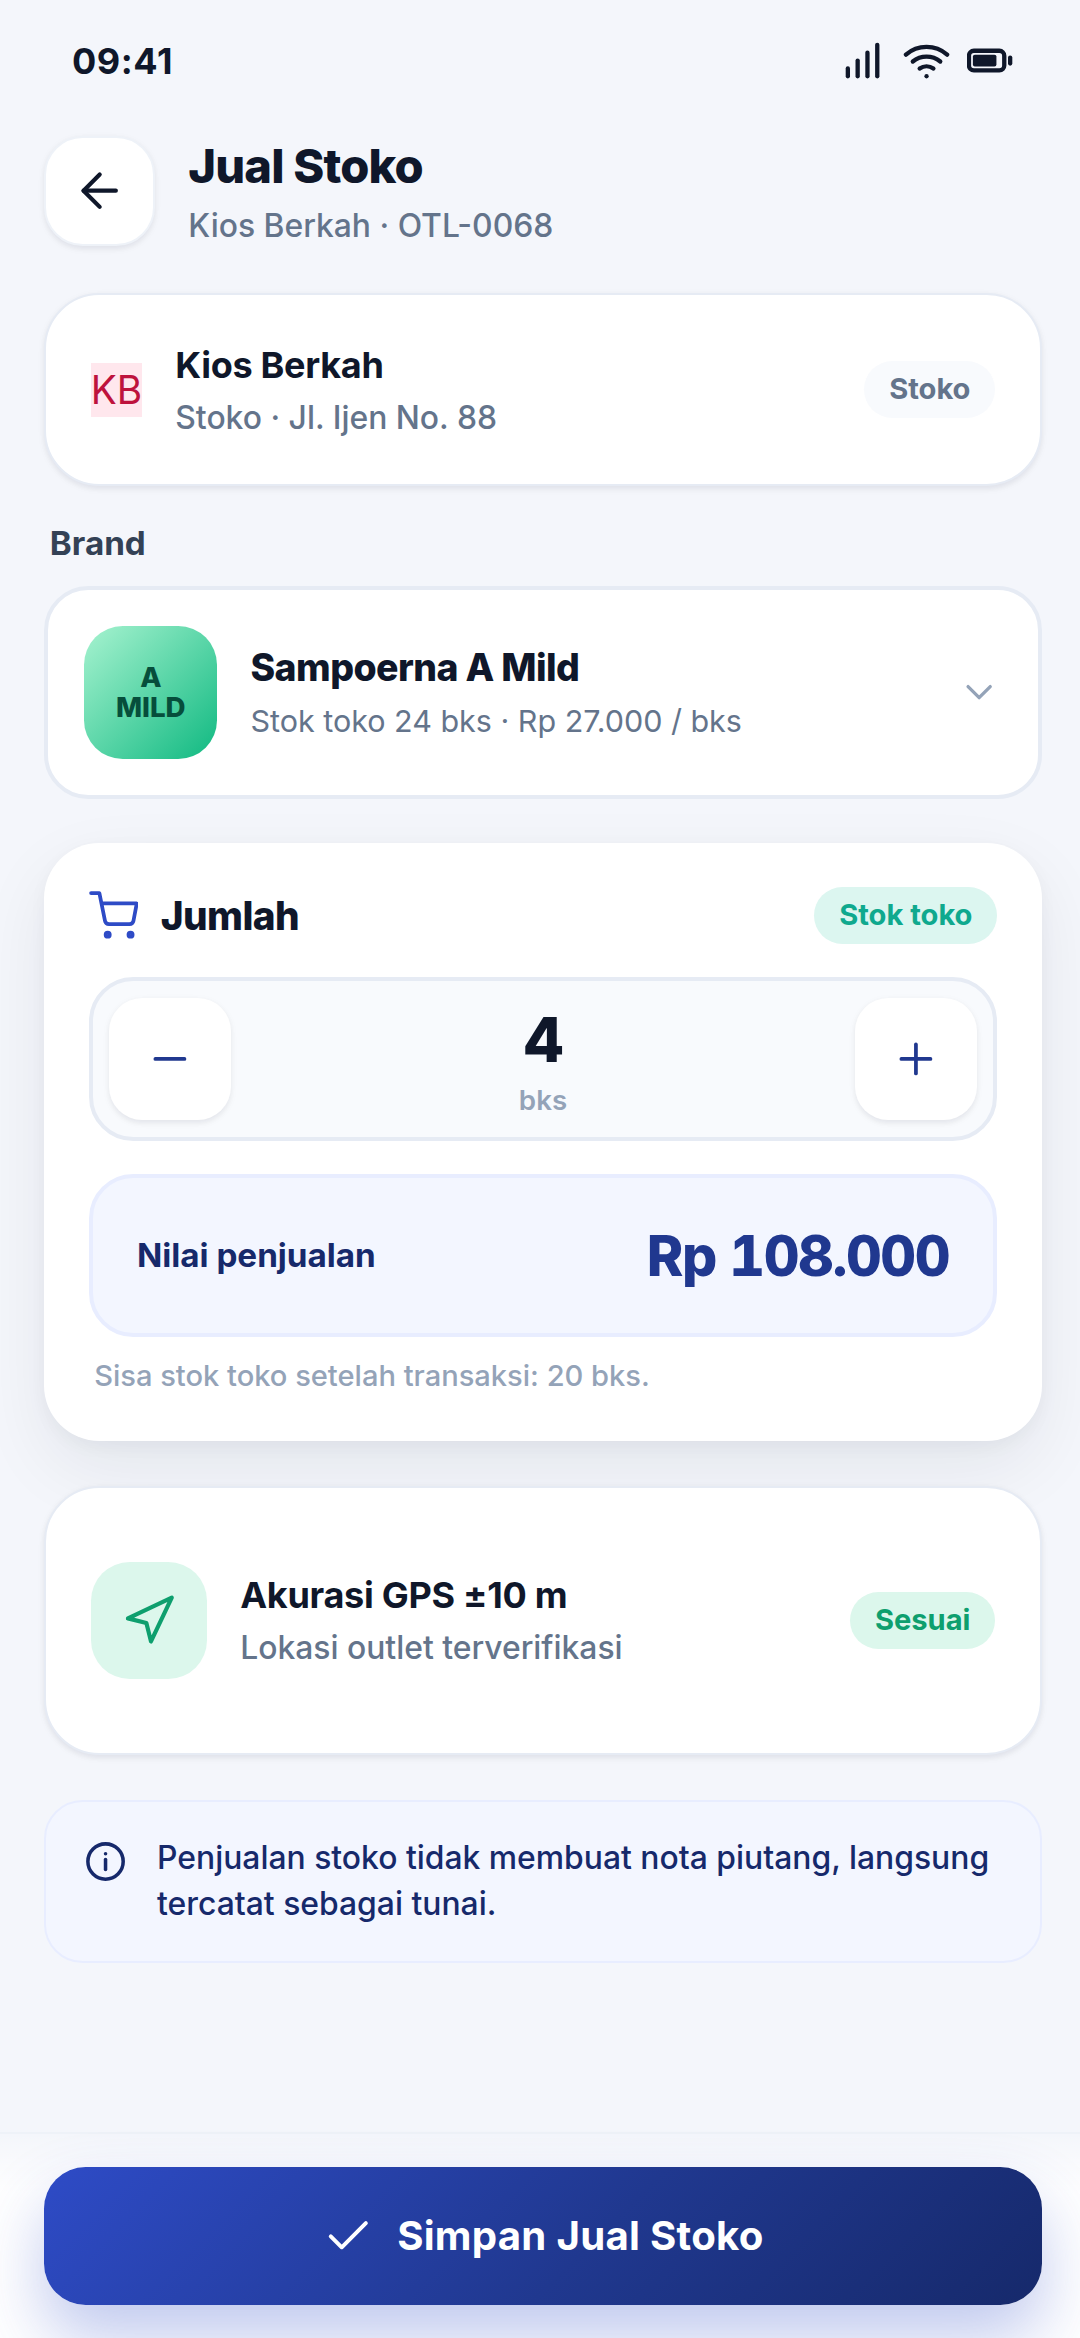 09:41
Jual Stoko
Kios Berkah · OTL-0068
KB
Kios Berkah
Stoko · Jl. Ijen No. 88
Stoko
Brand
A
MILD
Sampoerna A Mild
Stok toko 24 bks · Rp 27.000 / bks
Jumlah
Stok toko
4
bks
Nilai penjualan
Rp 108.000
Sisa stok toko setelah transaksi: 20 bks.
Akurasi GPS ±10 m
Lokasi outlet terverifikasi
Sesuai
Penjualan stoko tidak membuat nota piutang, langsung
tercatat sebagai tunai.
Simpan Jual Stoko